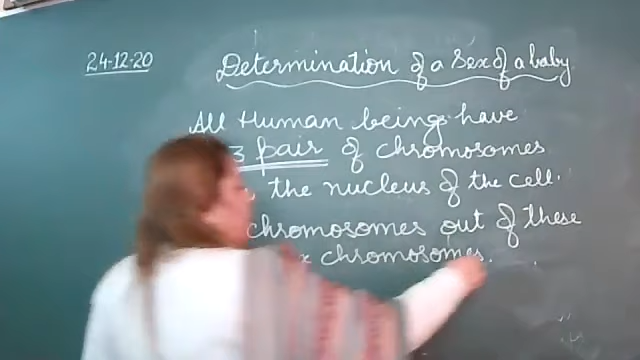 24-12-20
Determination of a Sex of a baby
All Human beings have
3 pair of chromosomes
the nucleus of the cell.
chromosomes out of these
x chromosomes.